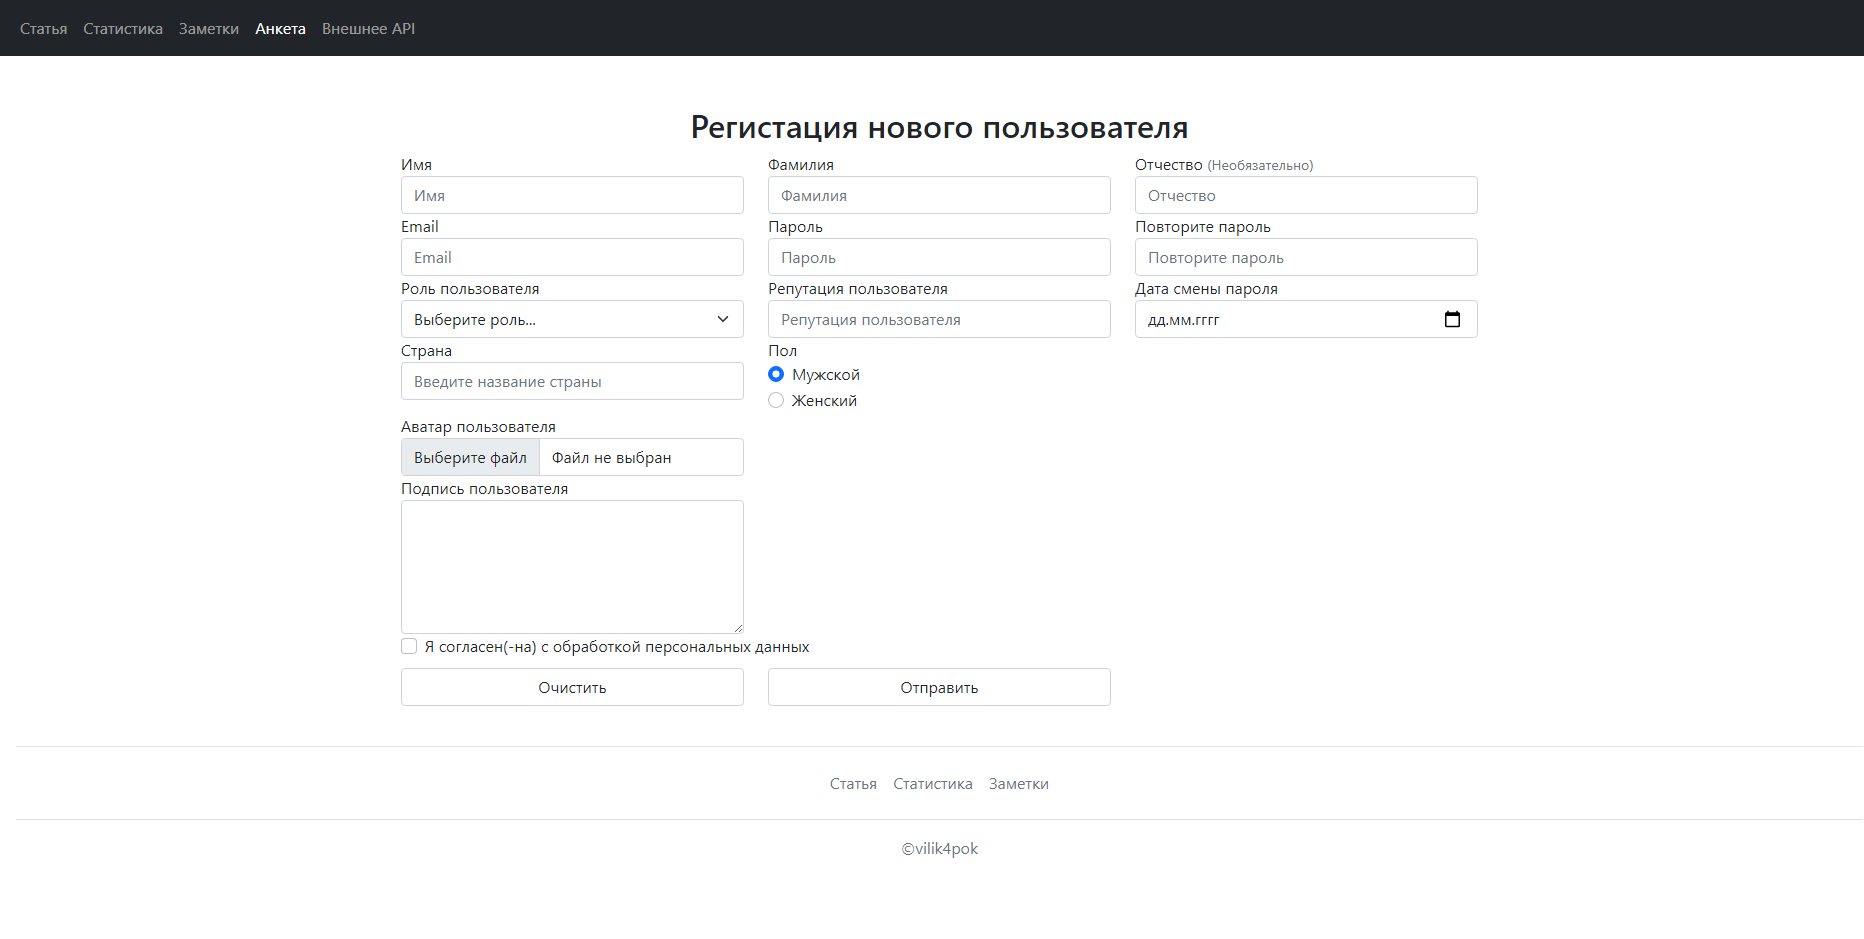 Статья Статистика Заметки Анкета Внешнее API
Регистация нового пользователя
Имя Фамилия Отчество (Необязательно)
Имя Фамилия Отчество
Email Пароль Повторите пароль
Email Пароль Повторите пароль
Роль пользователя Репутация пользователя Дата смены пароля
Выберите роль... Репутация пользователя дд.мм.гггг
Страна Пол
Введите название страны Мужской
Женский
Аватар пользователя
Выберите файл Файл не выбран
Подпись пользователя
Я согласен(-на) с обработкой персональных данных
Очистить Отправить
Статья Статистика Заметки
©vilik4pok